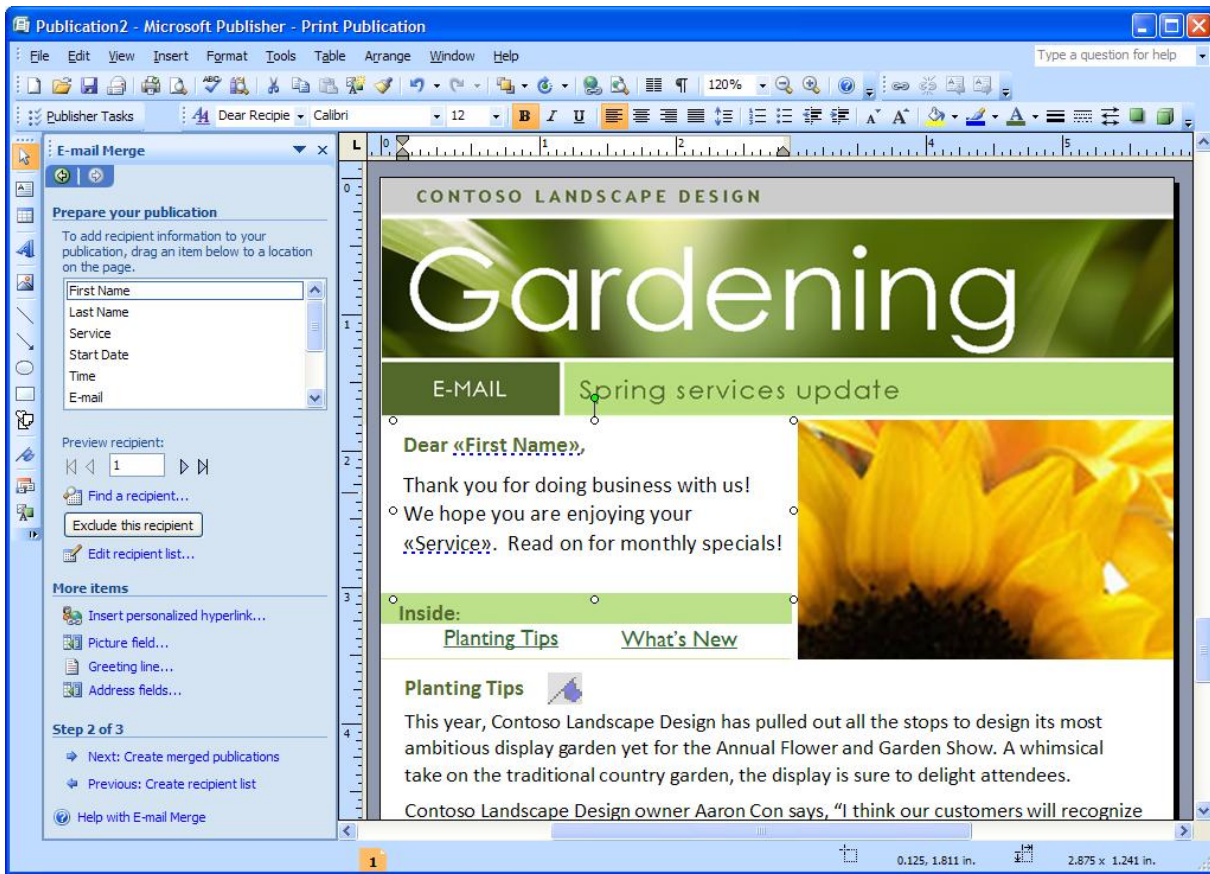 Publication2 - Microsoft Publisher - Print Publication
File Edit View Insert Format Tools Table Arrange Window Help
Type a question for help
120%
Publisher Tasks
Dear Recipie
Calibri
12
B I U
E-mail Merge
Prepare your publication
To add recipient information to your
publication, drag an item below to a location
on the page.
First Name
Last Name
Service
Start Date
Time
E-mail
Preview recipient:
1
Find a recipient...
Exclude this recipient
Edit recipient list...
More items
Insert personalized hyperlink...
Picture field...
Greeting line...
Address fields...
Step 2 of 3
Next: Create merged publications
Previous: Create recipient list
Help with E-mail Merge
L
0 1 2 4 5
0
1
2
3
4
CONTOSO LANDSCAPE DESIGN
Gardening
E-MAIL
Spring services update
Dear «First Name»,
Thank you for doing business with us!
We hope you are enjoying your
«Service». Read on for monthly specials!
Inside:
Planting Tips What's New
Planting Tips
This year, Contoso Landscape Design has pulled out all the stops to design its most
ambitious display garden yet for the Annual Flower and Garden Show. A whimsical
take on the traditional country garden, the display is sure to delight attendees.
Contoso Landscape Design owner Aaron Con says, "I think our customers will recognize
1
0.125, 1.811 in.
2.875 x 1.241 in.